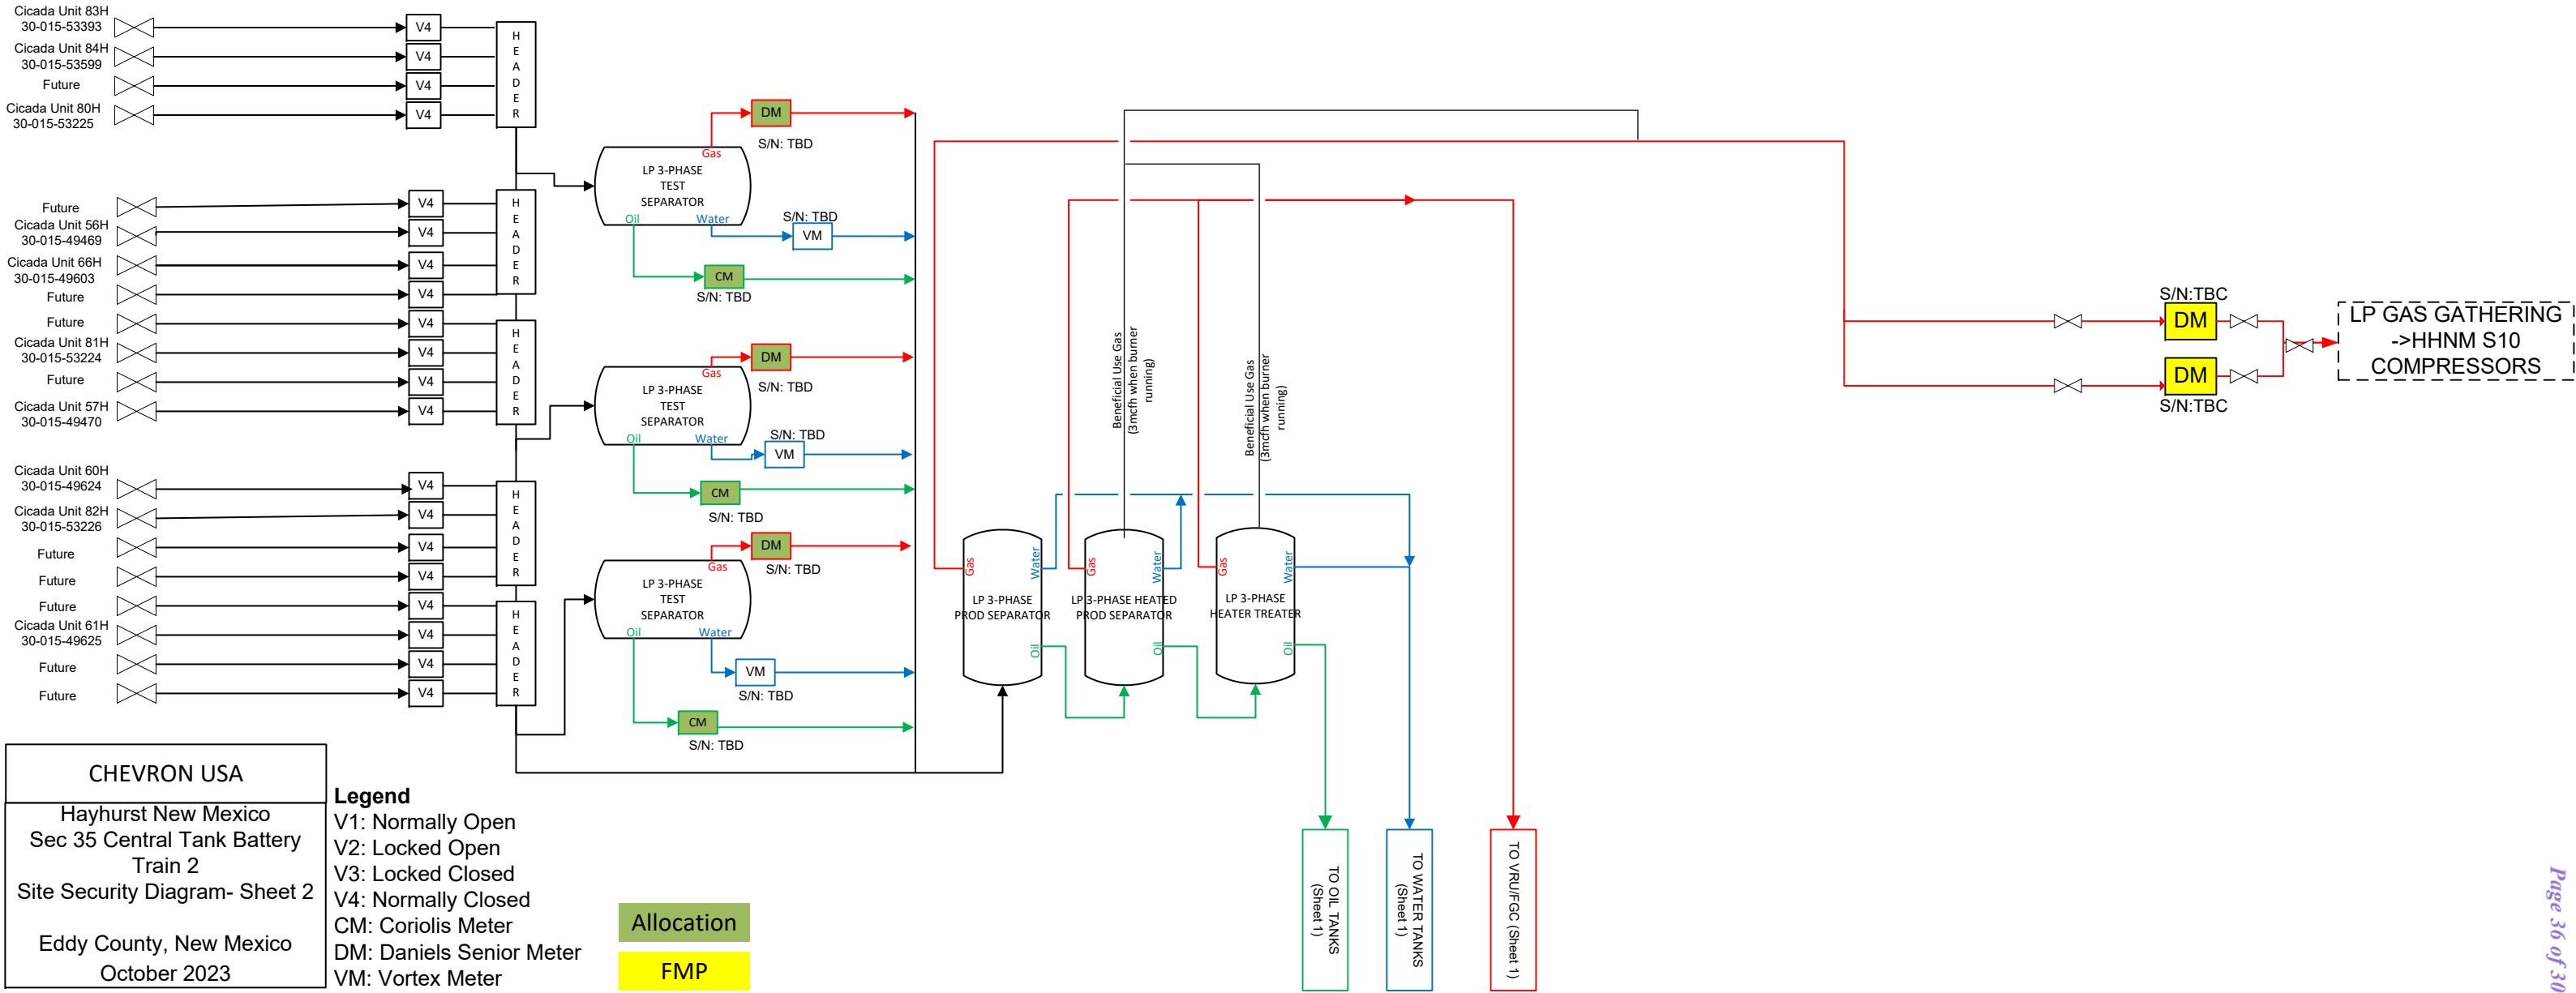 Cicada Unit 83H
30-015-53393
V4
Cicada Unit 84H
30-015-53599
V4
Future
V4
Cicada Unit 80H
30-015-53225
V4
HEADER
Future
V4
Cicada Unit 56H
30-015-49469
V4
Cicada Unit 66H
30-015-49603
V4
Future
V4
HEADER
Future
V4
Cicada Unit 81H
30-015-53224
V4
Future
V4
Cicada Unit 57H
30-015-49470
V4
HEADER
Cicada Unit 60H
30-015-49624
V4
Cicada Unit 82H
30-015-53226
V4
Future
V4
Future
V4
HEADER
Future
V4
Cicada Unit 61H
30-015-49625
V4
Future
V4
Future
V4
HEADER
DM
S/N: TBD
Gas
LP 3-PHASE
TEST
SEPARATOR
Oil
Water
S/N: TBD
VM
CM
S/N: TBD
DM
S/N: TBD
Gas
LP 3-PHASE
TEST
SEPARATOR
Oil
Water
S/N: TBD
VM
CM
S/N: TBD
DM
S/N: TBD
Gas
LP 3-PHASE
TEST
SEPARATOR
Oil
Water
VM
S/N: TBD
CM
S/N: TBD
Beneficial Use Gas
(3mcfh when burner
running)
Beneficial Use Gas
(3mcfh when burner
running)
Gas
Water
LP 3-PHASE
PROD SEPARATOR
Oil
Gas
Water
LP 3-PHASE HEATED
PROD SEPARATOR
Oil
Gas
Water
LP 3-PHASE
HEATER TREATER
Oil
S/N:TBC
DM
DM
S/N:TBC
LP GAS GATHERING
->HHNM S10
COMPRESSORS
TO OIL TANKS
(Sheet 1)
TO WATER TANKS
(Sheet 1)
TO VRU/FGC (Sheet 1)
CHEVRON USA
Hayhurst New Mexico
Sec 35 Central Tank Battery
Train 2
Site Security Diagram- Sheet 2
Eddy County, New Mexico
October 2023
Legend
V1: Normally Open
V2: Locked Open
V3: Locked Closed
V4: Normally Closed
CM: Coriolis Meter
DM: Daniels Senior Meter
VM: Vortex Meter
Allocation
FMP
Page 36 of 30